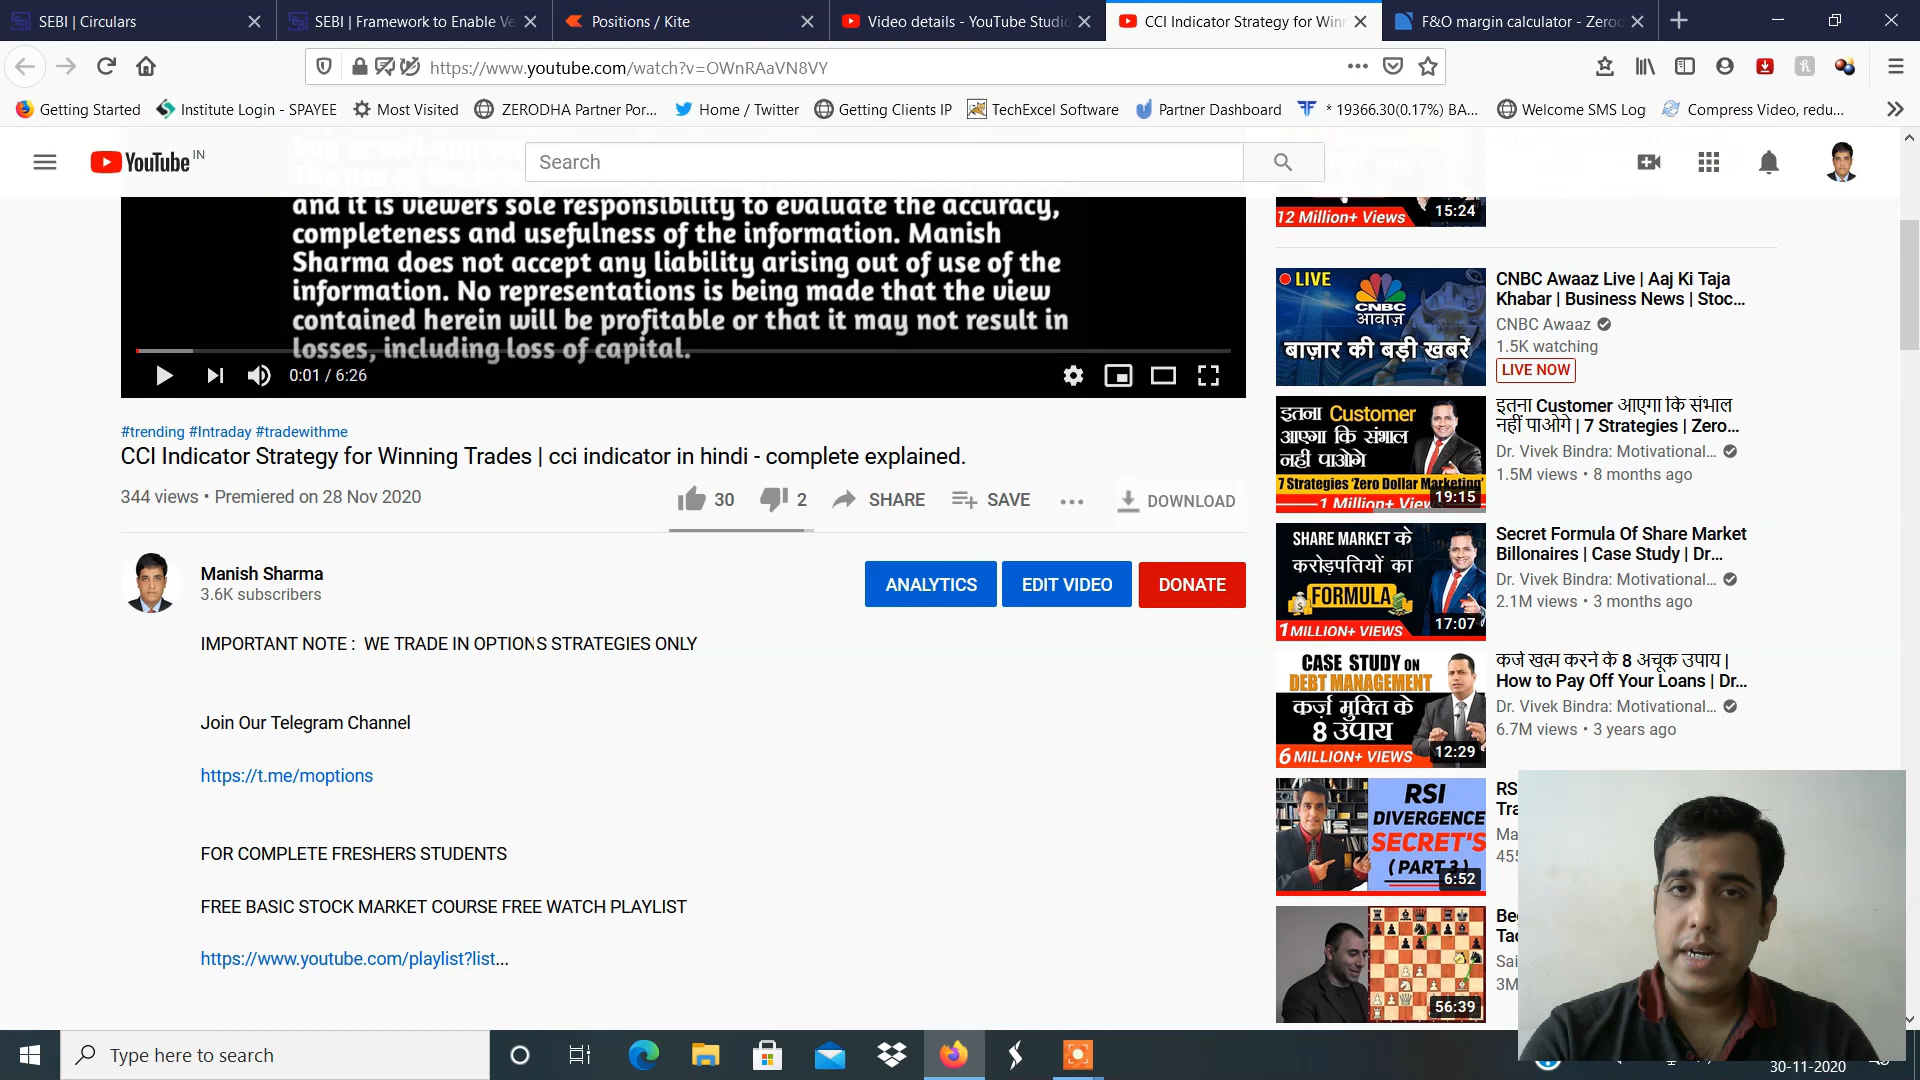 SEBI | Circulars
SEBI | Framework to Enable Ve
Positions / Kite
Video details - YouTube Studio
CCI Indicator Strategy for Winn
F&O margin calculator - Zerod
https://www.youtube.com/watch?v=OWnRAaVN8VY
Getting Started
Institute Login - SPAYEE
Most Visited
ZERODHA Partner Por...
Home / Twitter
Getting Clients IP
TechExcel Software
Partner Dashboard
* 19366.30(0.17%) BA...
Welcome SMS Log
Compress Video, redu...
YouTube IN
Search
and it is viewers sole responsibility to evaluate the accuracy,
completeness and usefulness of the information. Manish
Sharma does not accept any liability arising out of use of the
information. No representations is being made that the view
contained herein will be profitable or that it may not result in
losses, including loss of capital.
0:01 / 6:26
#trending #Intraday #tradewithme
CCI Indicator Strategy for Winning Trades | cci indicator in hindi - complete explained.
344 views • Premiered on 28 Nov 2020
30
2
SHARE
SAVE
DOWNLOAD
Manish Sharma
3.6K subscribers
ANALYTICS
EDIT VIDEO
DONATE
IMPORTANT NOTE : WE TRADE IN OPTIONS STRATEGIES ONLY
Join Our Telegram Channel
https://t.me/moptions
FOR COMPLETE FRESHERS STUDENTS
FREE BASIC STOCK MARKET COURSE FREE WATCH PLAYLIST
https://www.youtube.com/playlist?list...
12 Million+ Views
15:24
LIVE
CNBC
आवाज़
बाज़ार की बड़ी खबरें
CNBC Awaaz Live | Aaj Ki Taja
Khabar | Business News | Stoc...
CNBC Awaaz
1.5K watching
LIVE NOW
इतना Customer
आएगा कि संभाल
नहीं पाओगे
7 Strategies 'Zero Dollar Marketing'
1 Million+ View
19:15
इतना Customer आएगा कि संभाल
नहीं पाओगे | 7 Strategies | Zero...
Dr. Vivek Bindra: Motivational...
1.5M views • 8 months ago
SHARE MARKET के
करोड़पतियों का
FORMULA
1 MILLION+ VIEWS
17:07
Secret Formula Of Share Market
Billonaires | Case Study | Dr...
Dr. Vivek Bindra: Motivational...
2.1M views • 3 months ago
CASE STUDY ON
DEBT MANAGEMENT
कर्ज़ मुक्ति के
8 उपाय
6 MILLION+ VIEWS
12:29
कर्ज खत्म करने के 8 अचूक उपाय |
How to Pay Off Your Loans | Dr...
Dr. Vivek Bindra: Motivational...
6.7M views • 3 years ago
RSI
DIVERGENCE
SECRET'S
(PART 3)
6:52
RS
Tra
Ma
455
56:39
Be
Tac
Sai
3M
Type here to search
30-11-2020